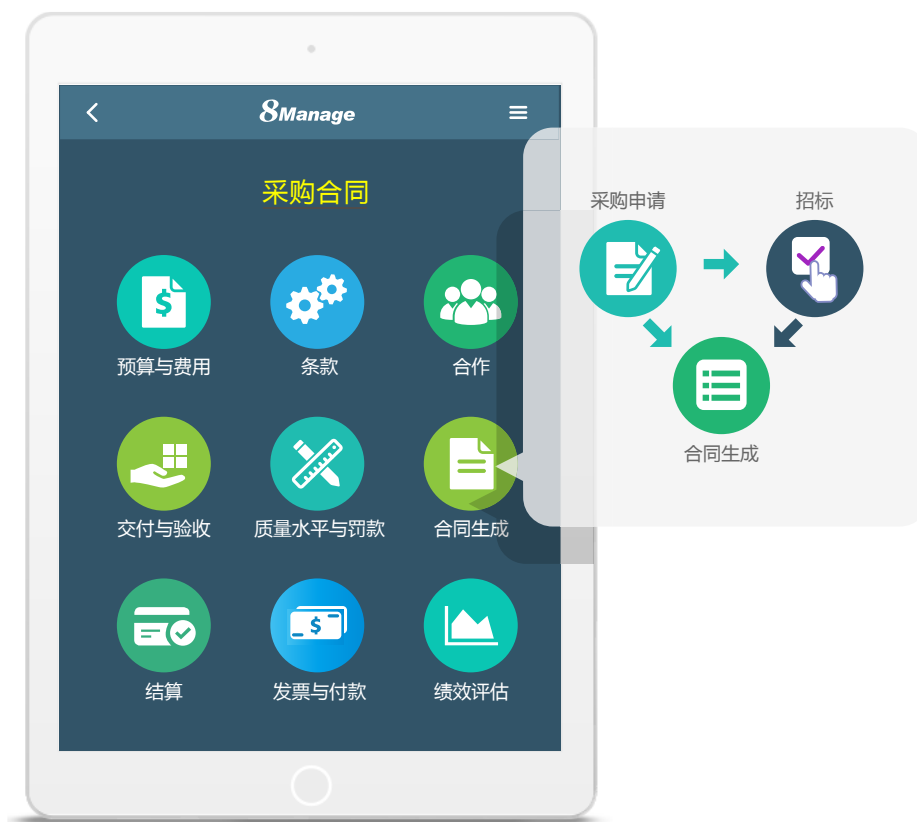 8Manage
采购合同
预算与费用
条款
合作
交付与验收
质量水平与罚款
合同生成
结算
发票与付款
绩效评估
采购申请
招标
合同生成